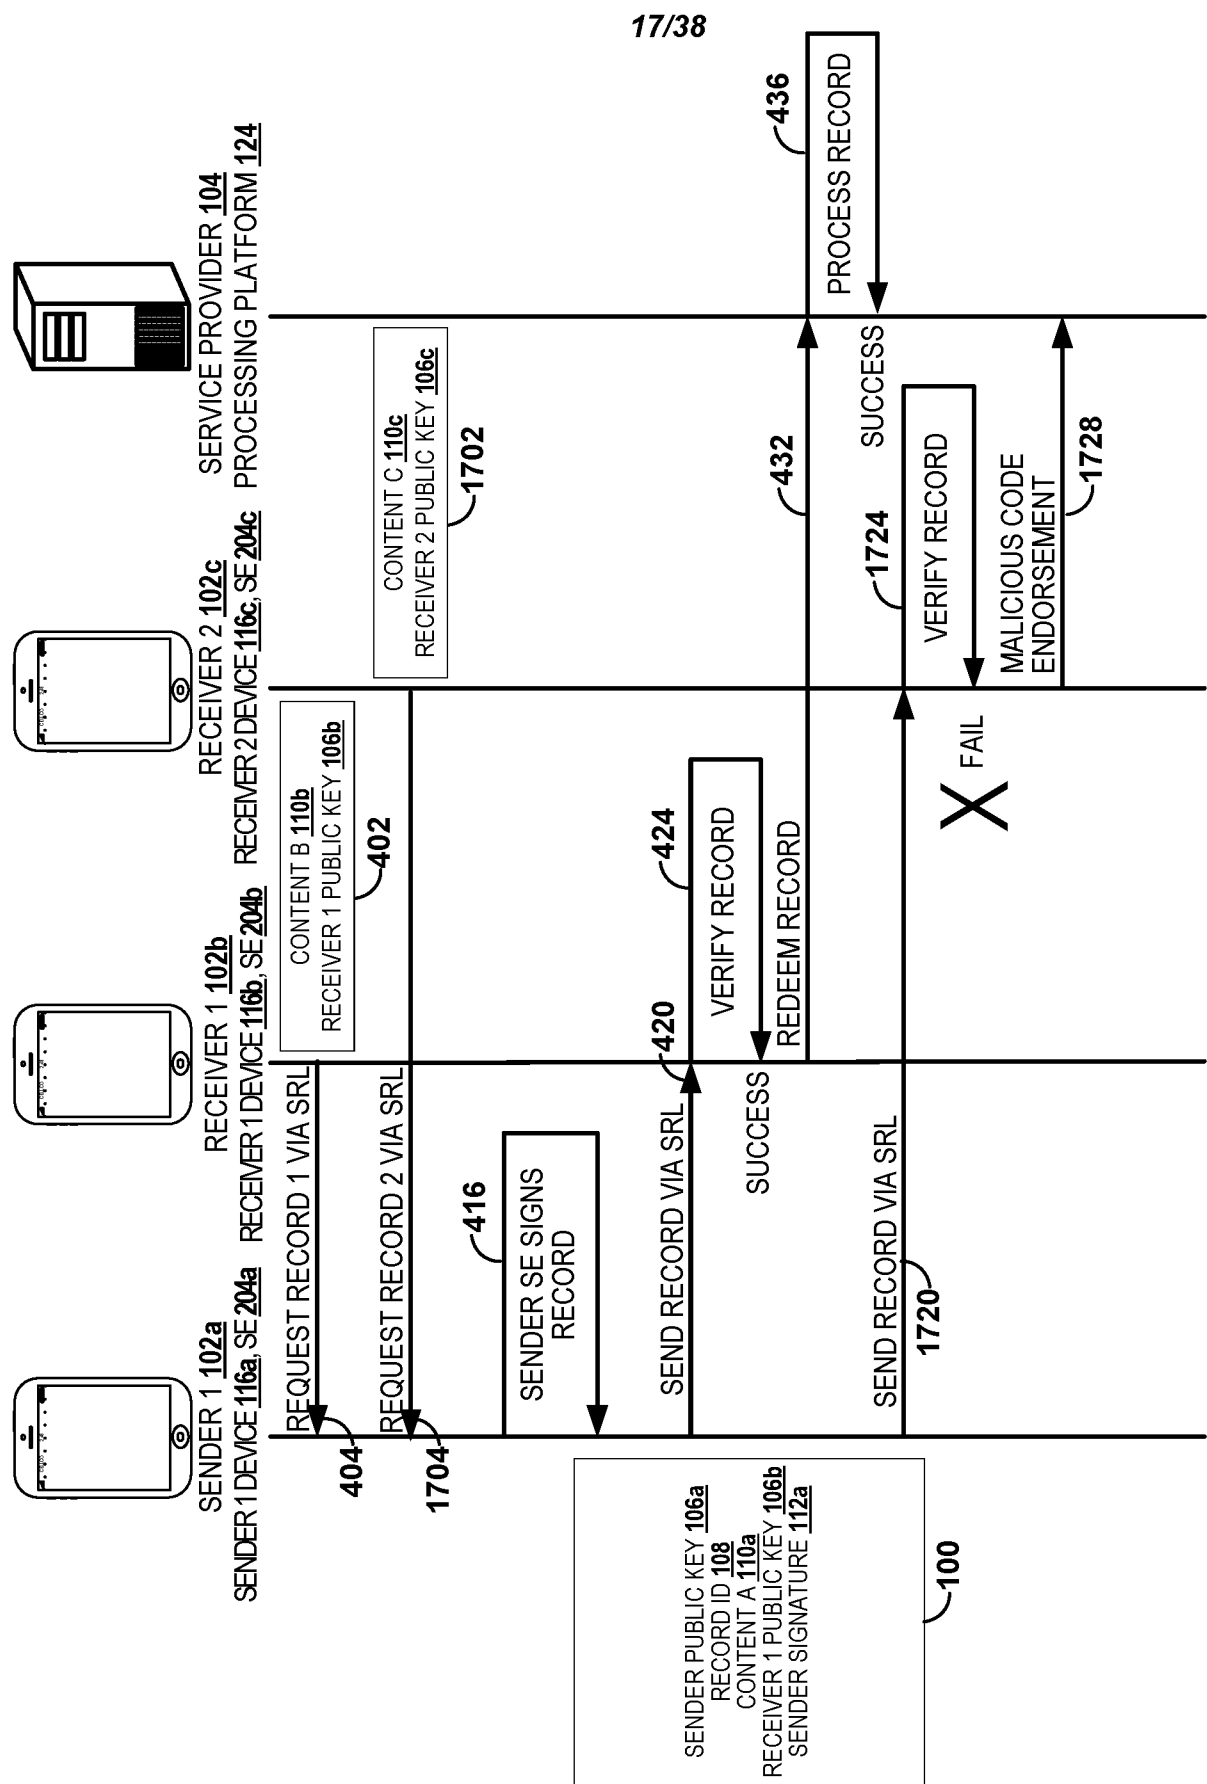 17/38
SENDER 1 102a
SENDER 1 DEVICE 116a, SE 204a
RECEIVER 1 102b
RECEIVER 1 DEVICE 116b, SE 204b
RECEIVER 2 102c
RECEIVER 2 DEVICE 116c, SE 204c
SERVICE PROVIDER 104
PROCESSING PLATFORM 124
REQUEST RECORD 1 VIA SRL
404
CONTENT B 110b
RECEIVER 1 PUBLIC KEY 106b
402
REQUEST RECORD 2 VIA SRL
1704
CONTENT C 110c
RECEIVER 2 PUBLIC KEY 106c
1702
416
SENDER SE SIGNS
RECORD
SENDER PUBLIC KEY 106a
RECORD ID 108
CONTENT A 110a
RECEIVER 1 PUBLIC KEY 106b
SENDER SIGNATURE 112a
100
SEND RECORD VIA SRL
420
424
VERIFY RECORD
SUCCESS
REDEEM RECORD
432
436
PROCESS RECORD
SUCCESS
SEND RECORD VIA SRL
1720
1724
VERIFY RECORD
X
FAIL
MALICIOUS CODE
ENDORSEMENT
1728